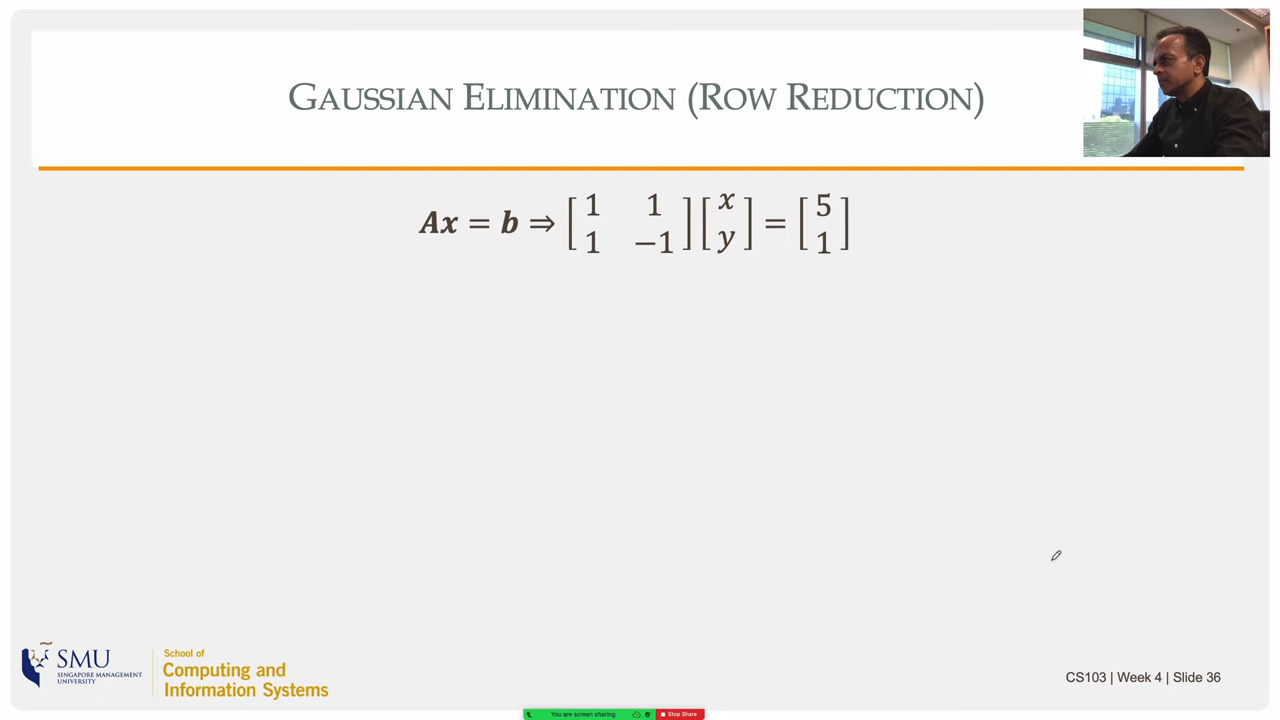 GAUSSIAN ELIMINATION (ROW REDUCTION)
Ax = b ⇒ [1 1; 1 −1] [x; y] = [5; 1]
SMU
SINGAPORE MANAGEMENT
UNIVERSITY
School of
Computing and
Information Systems
CS103 | Week 4 | Slide 36
You are screen sharing
Stop Share